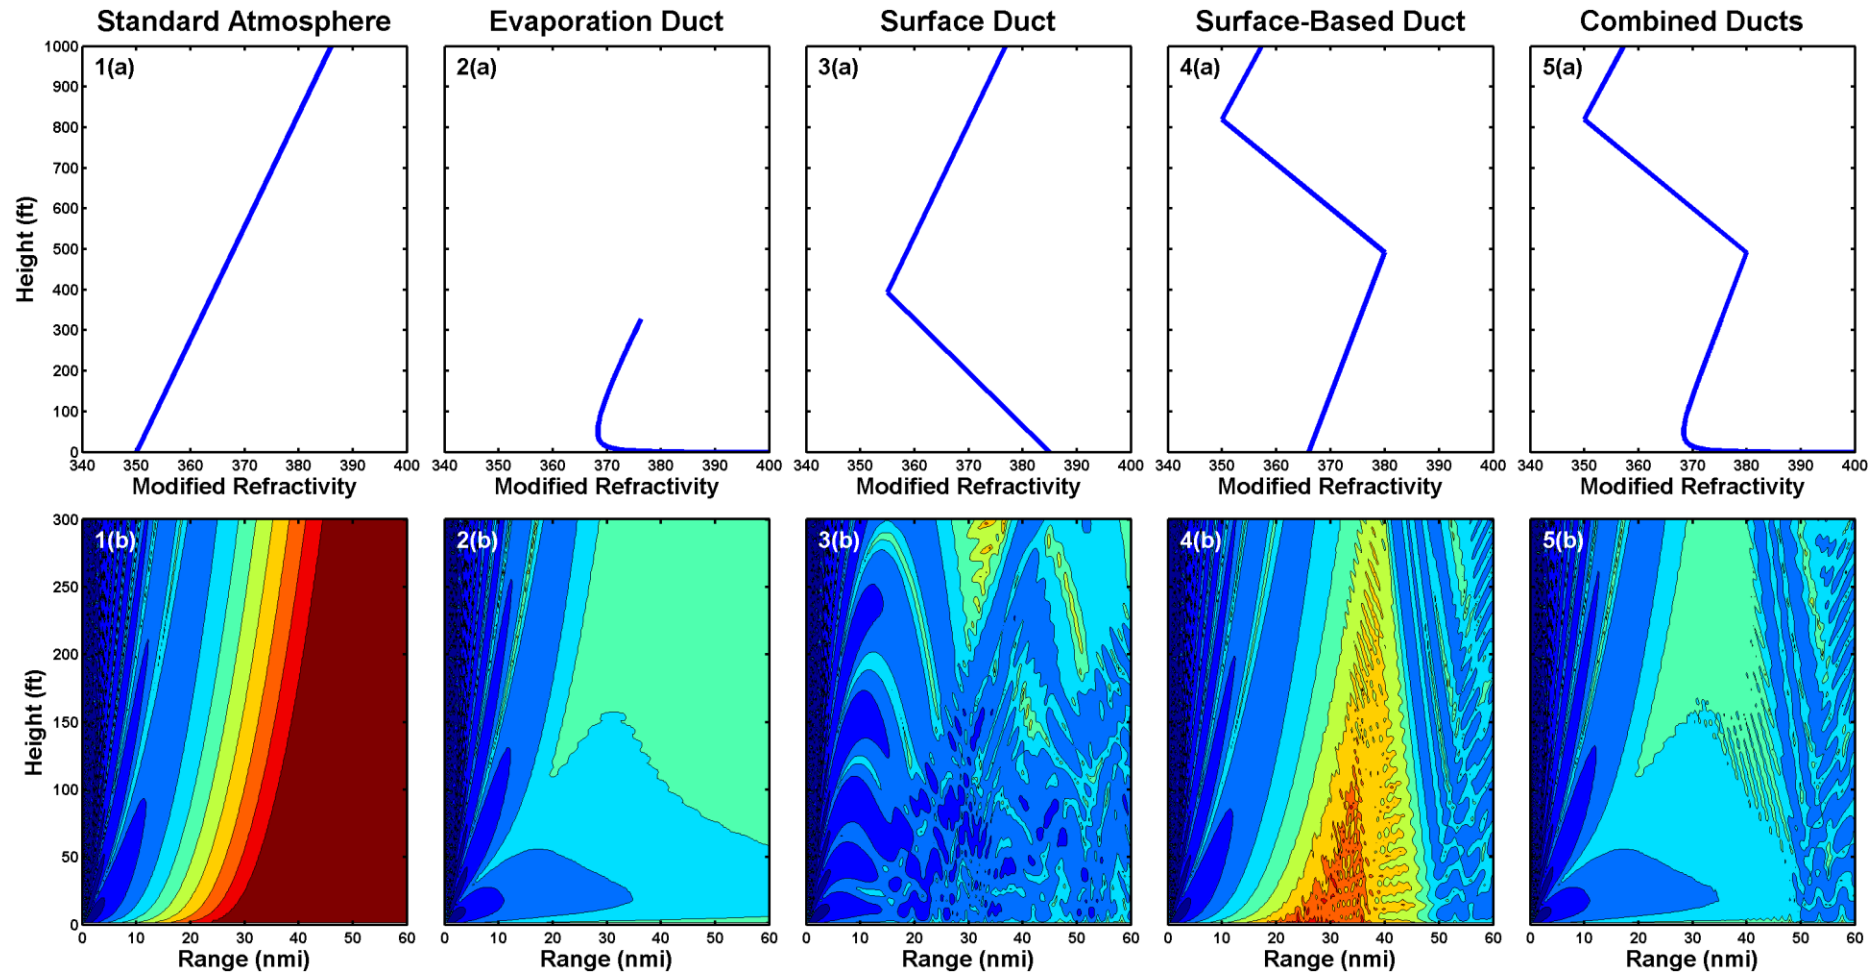 Standard Atmosphere Evaporation Duct Surface Duct Surface-Based Duct Combined Ducts
1(a) 2(a) 3(a) 4(a) 5(a)
1000
900
800
700
600
500
400
300
200
100
0
Height (ft)
340 350 360 370 380 390 400 340 350 360 370 380 390 400 340 350 360 370 380 390 400 340 350 360 370 380 390 400 340 350 360 370 380 390 400
Modified Refractivity Modified Refractivity Modified Refractivity Modified Refractivity Modified Refractivity
1(b) 2(b) 3(b) 4(b) 5(b)
300
250
200
150
100
50
0
Height (ft)
0 10 20 30 40 50 60 0 10 20 30 40 50 60 0 10 20 30 40 50 60 0 10 20 30 40 50 60 0 10 20 30 40 50 60
Range (nmi) Range (nmi) Range (nmi) Range (nmi) Range (nmi)